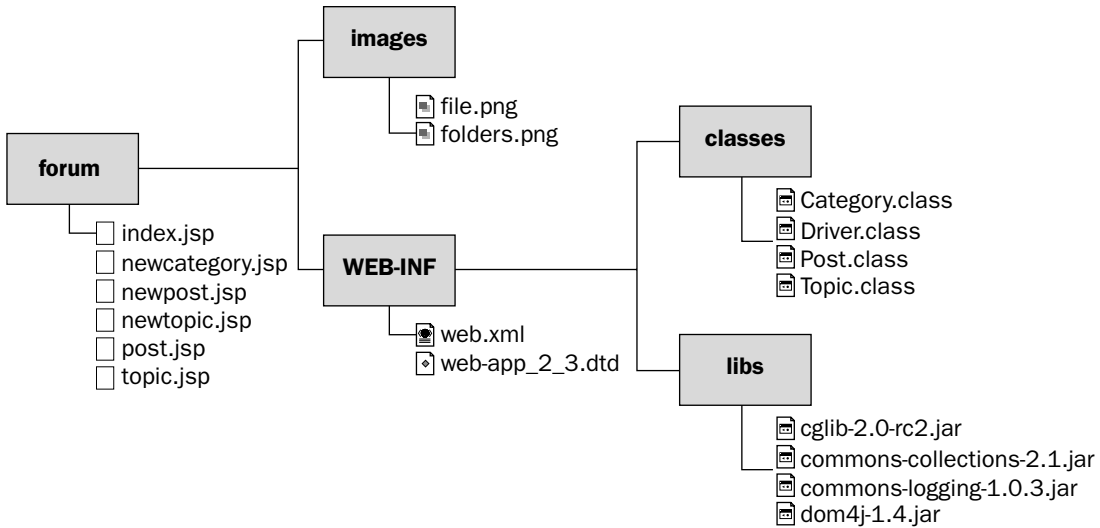 images
file.png
folders.png
forum
index.jsp
newcategory.jsp
newpost.jsp
newtopic.jsp
post.jsp
topic.jsp
WEB-INF
web.xml
web-app_2_3.dtd
classes
Category.class
Driver.class
Post.class
Topic.class
libs
cglib-2.0-rc2.jar
commons-collections-2.1.jar
commons-logging-1.0.3.jar
dom4j-1.4.jar